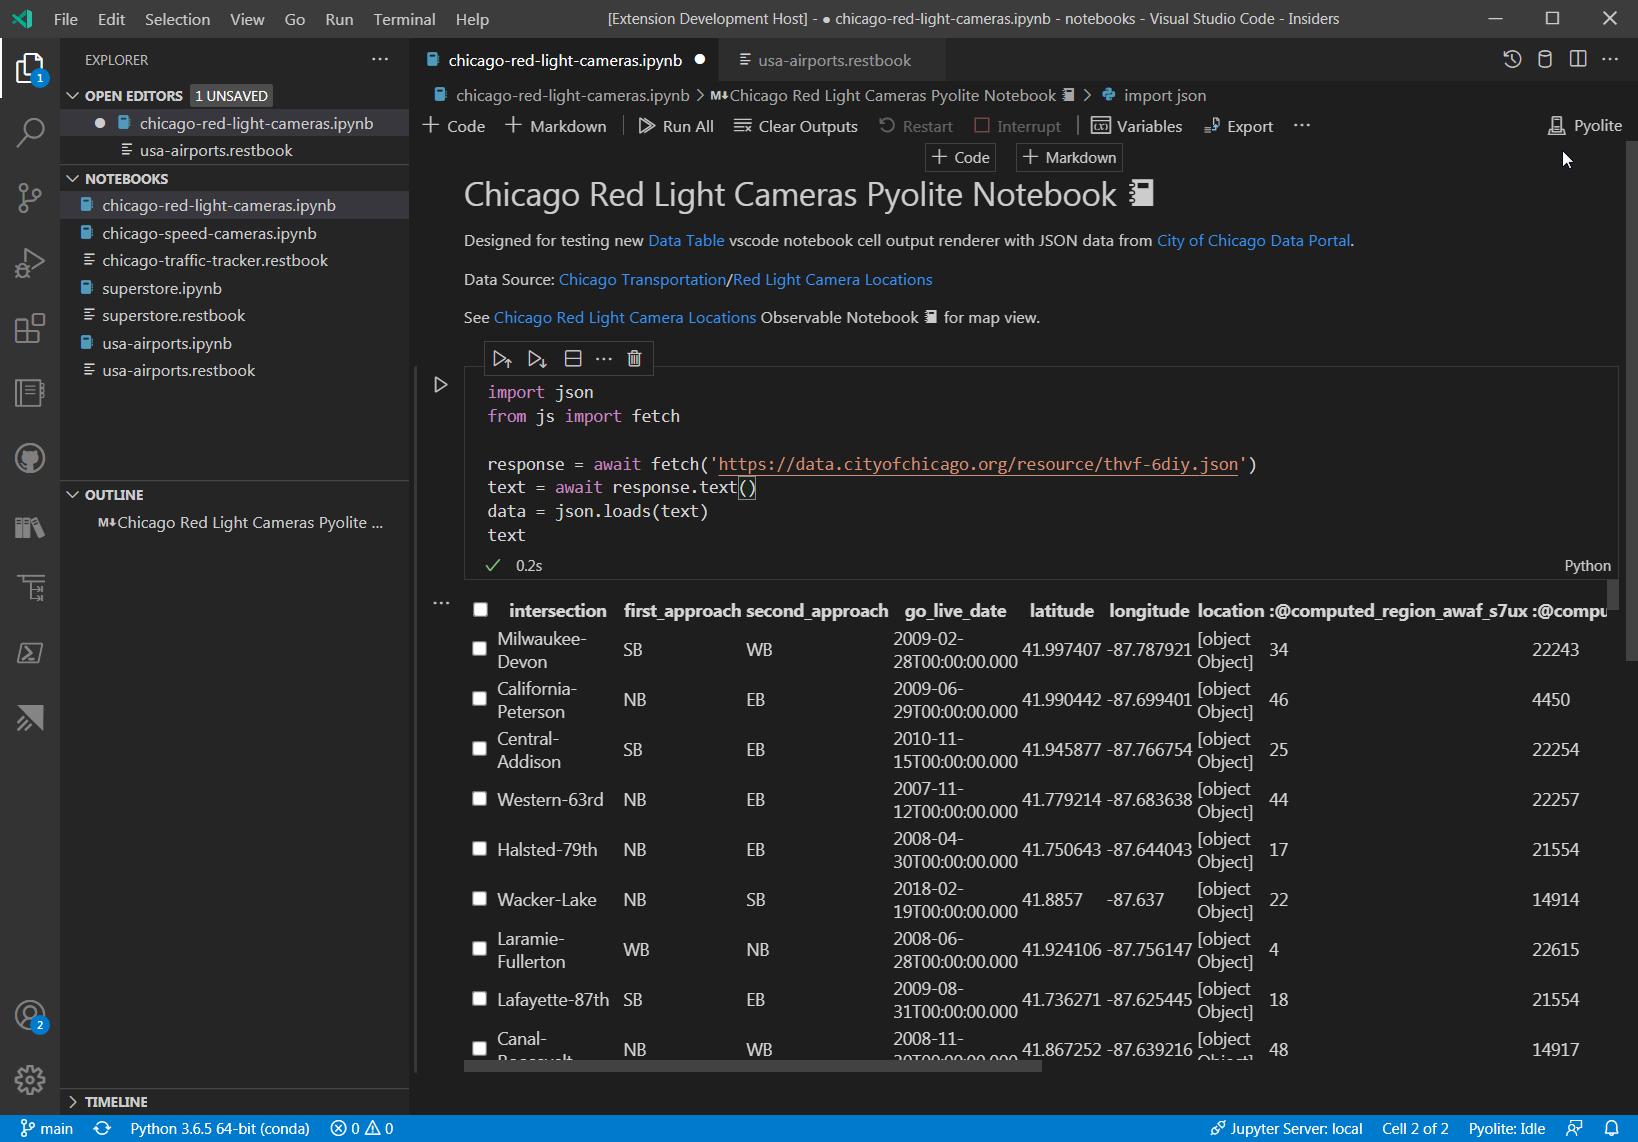 File Edit Selection View Go Run Terminal Help [Extension Development Host] - ● chicago-red-light-cameras.ipynb - notebooks - Visual Studio Code - Insiders
EXPLORER
OPEN EDITORS 1 UNSAVED
chicago-red-light-cameras.ipynb
usa-airports.restbook
NOTEBOOKS
chicago-red-light-cameras.ipynb
chicago-speed-cameras.ipynb
chicago-traffic-tracker.restbook
superstore.ipynb
superstore.restbook
usa-airports.ipynb
usa-airports.restbook
OUTLINE
M↓Chicago Red Light Cameras Pyolite ...
TIMELINE
1
2
chicago-red-light-cameras.ipynb ● usa-airports.restbook
chicago-red-light-cameras.ipynb > M↓Chicago Red Light Cameras Pyolite Notebook > import json
+ Code + Markdown Run All Clear Outputs Restart Interrupt Variables Export ... Pyolite
+ Code + Markdown
Chicago Red Light Cameras Pyolite Notebook
Designed for testing new Data Table vscode notebook cell output renderer with JSON data from City of Chicago Data Portal.
Data Source: Chicago Transportation/Red Light Camera Locations
See Chicago Red Light Camera Locations Observable Notebook for map view.
import json
from js import fetch
response = await fetch('https://data.cityofchicago.org/resource/thvf-6diy.json')
text = await response.text()
data = json.loads(text)
text
0.2s Python
intersection first_approach second_approach go_live_date latitude longitude location :@computed_region_awaf_s7ux :@compu
Milwaukee-Devon SB WB 2009-02-28T00:00:00.000 41.997407 -87.787921 [object Object] 34 22243
California-Peterson NB EB 2009-06-29T00:00:00.000 41.990442 -87.699401 [object Object] 46 4450
Central-Addison SB EB 2010-11-15T00:00:00.000 41.945877 -87.766754 [object Object] 25 22254
Western-63rd NB EB 2007-11-12T00:00:00.000 41.779214 -87.683638 [object Object] 44 22257
Halsted-79th NB EB 2008-04-30T00:00:00.000 41.750643 -87.644043 [object Object] 17 21554
Wacker-Lake NB SB 2018-02-19T00:00:00.000 41.8857 -87.637 [object Object] 22 14914
Laramie-Fullerton WB NB 2008-06-28T00:00:00.000 41.924106 -87.756147 [object Object] 4 22615
Lafayette-87th SB EB 2009-08-31T00:00:00.000 41.736271 -87.625445 [object Object] 18 21554
Canal- NB WB 2008-11- 41.867252 -87.639216 [object 48 14917
main Python 3.6.5 64-bit (conda) 0 0 Jupyter Server: local Cell 2 of 2 Pyolite: Idle